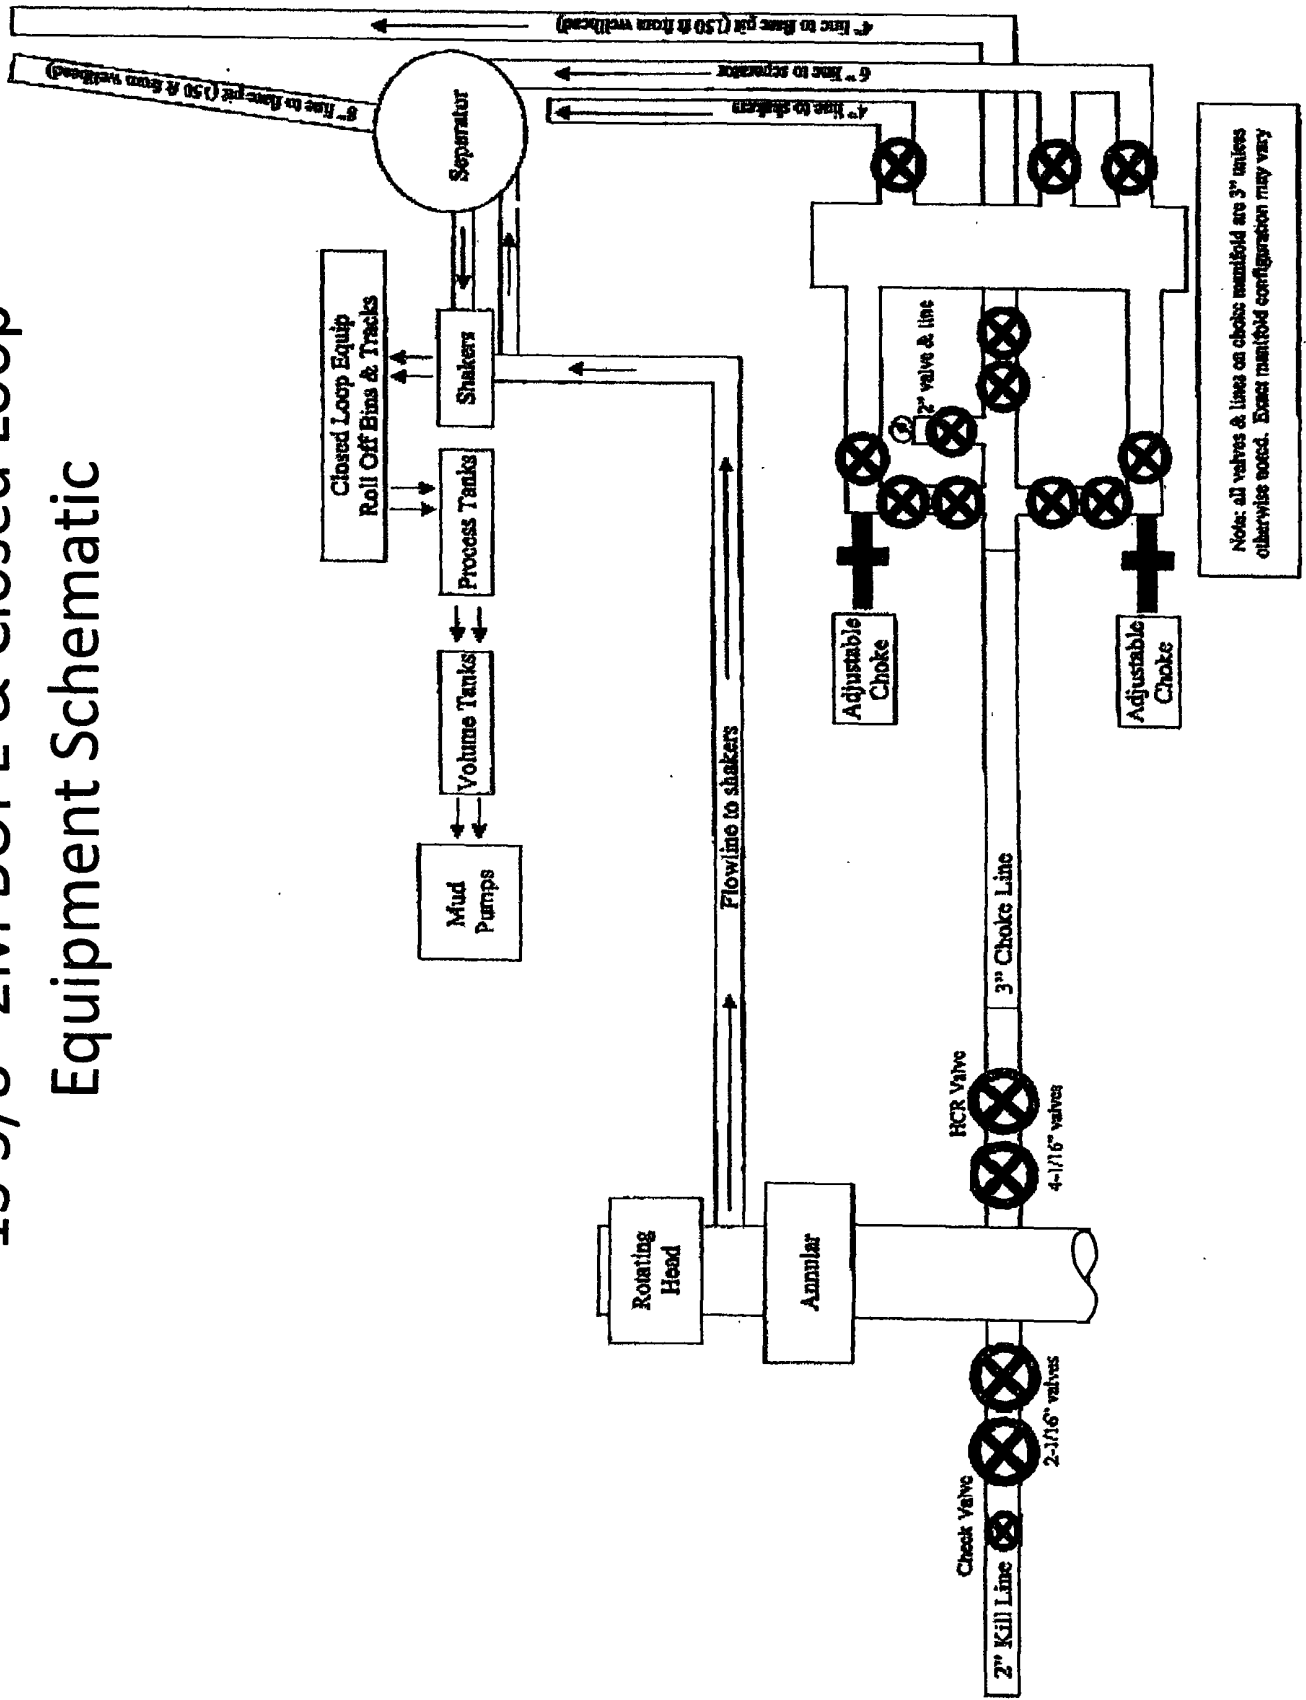 Equipment Schematic
4" line to flare pit (150 ft from wellhead)
8" line to flare pit (150 ft from wellhead)
6" line to separator
4" line to shakers
Separator
Closed Loop Equip
Roll Off Bins & Tracks
Shakers
Process Tanks
Volume Tanks
Mud
Pumps
Flowline to shakers
Rotating
Head
Annular
2" valve & line
Adjustable
Choke
Adjustable
Choke
3" Choke Line
HCR Valve
4-1/16" valves
2-1/16" valves
Check Valve
2" Kill Line
Note: all valves & lines on choke manifold are 3" unless
otherwise noted. Exact manifold configuration may vary